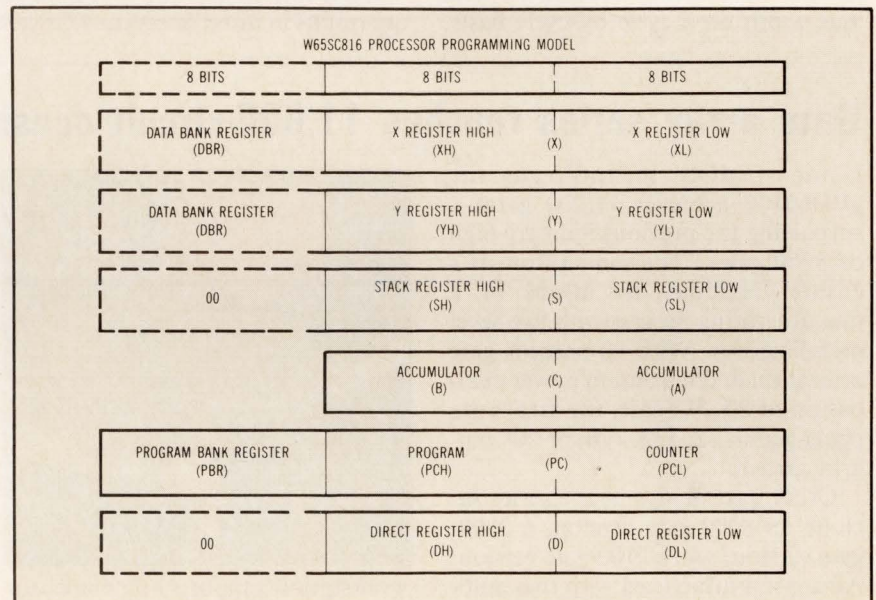 W65SC816 PROCESSOR PROGRAMMING MODEL
8 BITS 8 BITS 8 BITS
DATA BANK REGISTER X REGISTER HIGH X REGISTER LOW
(DBR) (XH) (X) (XL)
DATA BANK REGISTER Y REGISTER HIGH Y REGISTER LOW
(DBR) (YH) (Y) (YL)
00 STACK REGISTER HIGH STACK REGISTER LOW
(SH) (S) (SL)
ACCUMULATOR ACCUMULATOR
(B) (C) (A)
PROGRAM BANK REGISTER PROGRAM COUNTER
(PBR) (PCH) (PC) (PCL)
00 DIRECT REGISTER HIGH DIRECT REGISTER LOW
(DH) (D) (DL)